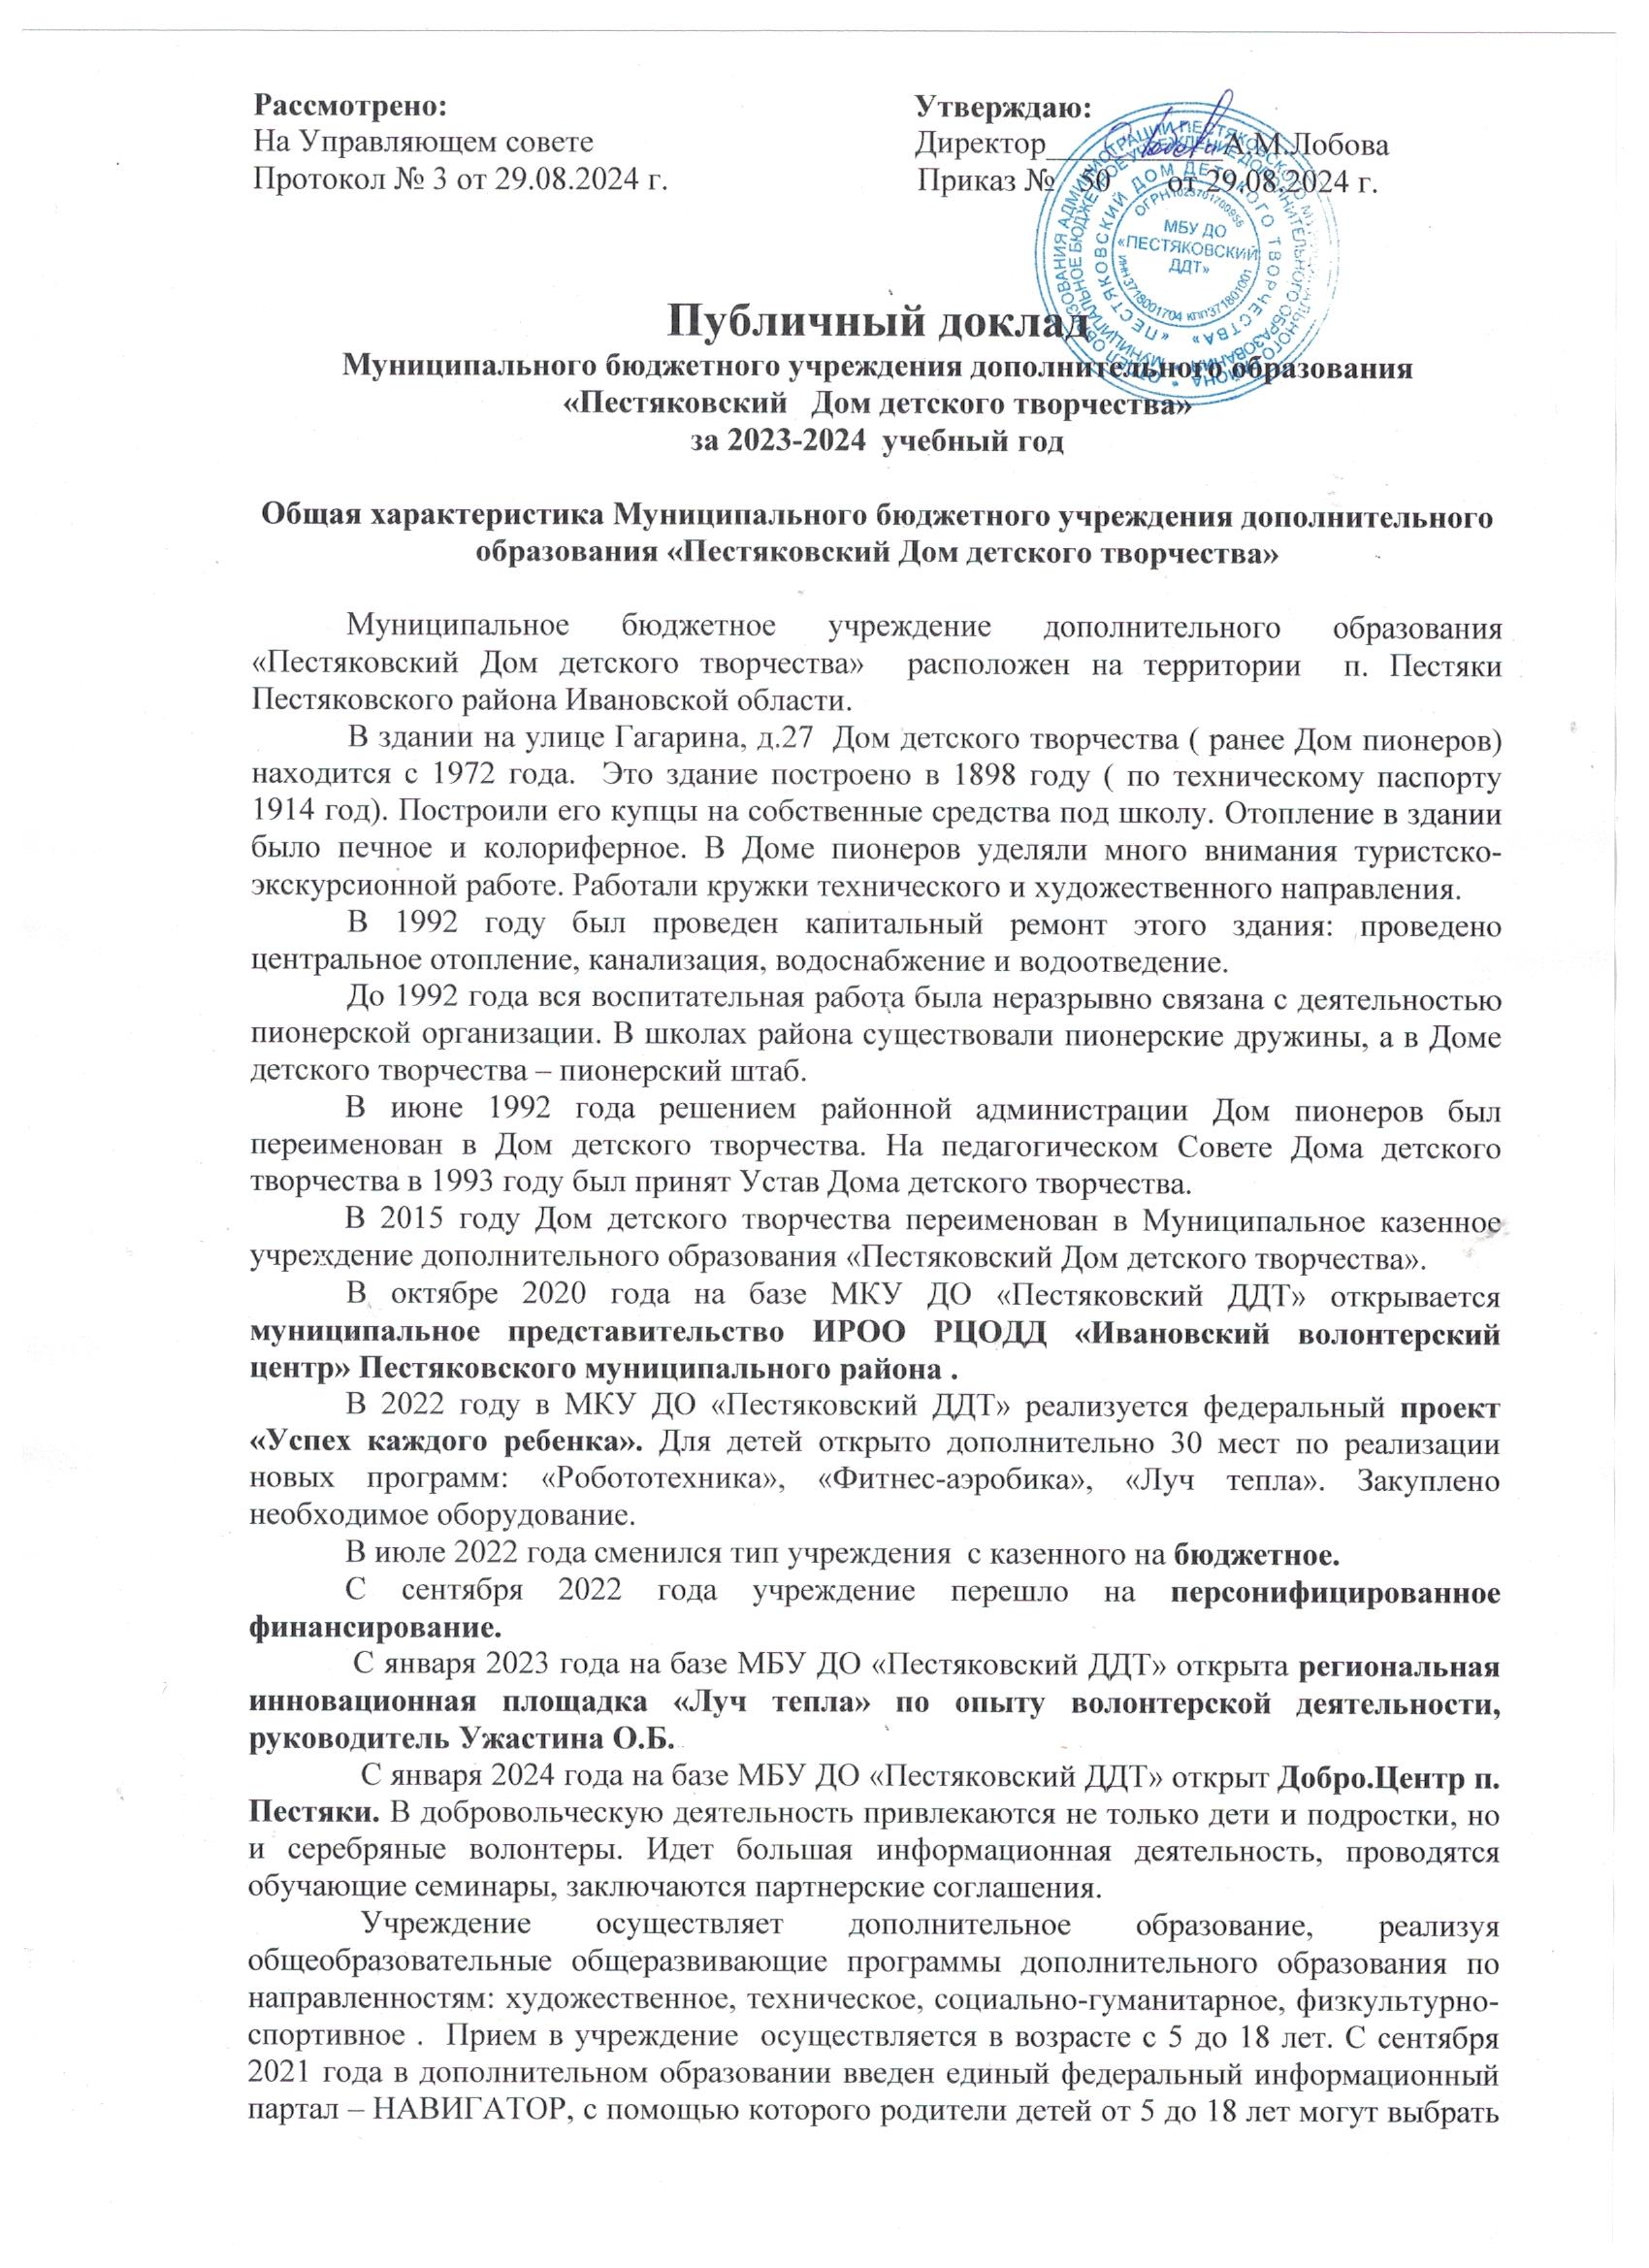 Рассмотрено:
На Управляющем совете
Протокол № 3 от 29.08.2024 г.
Утверждаю:
Директор____________А.М.Лобова
Приказ № 50 от 29.08.2024 г.
МБУ ДО
«ПЕСТЯКОВСКИЙ
ДДТ»
Публичный доклад
Муниципального бюджетного учреждения дополнительного образования
«Пестяковский Дом детского творчества»
за 2023-2024 учебный год
Общая характеристика Муниципального бюджетного учреждения дополнительного
образования «Пестяковский Дом детского творчества»
Муниципальное бюджетное учреждение дополнительного образования
«Пестяковский Дом детского творчества» расположен на территории п. Пестяки
Пестяковского района Ивановской области.
В здании на улице Гагарина, д.27 Дом детского творчества ( ранее Дом пионеров)
находится с 1972 года. Это здание построено в 1898 году ( по техническому паспорту
1914 год). Построили его купцы на собственные средства под школу. Отопление в здании
было печное и колориферное. В Доме пионеров уделяли много внимания туристско-
экскурсионной работе. Работали кружки технического и художественного направления.
В 1992 году был проведен капитальный ремонт этого здания: проведено
центральное отопление, канализация, водоснабжение и водоотведение.
До 1992 года вся воспитательная работа была неразрывно связана с деятельностью
пионерской организации. В школах района существовали пионерские дружины, а в Доме
детского творчества – пионерский штаб.
В июне 1992 года решением районной администрации Дом пионеров был
переименован в Дом детского творчества. На педагогическом Совете Дома детского
творчества в 1993 году был принят Устав Дома детского творчества.
В 2015 году Дом детского творчества переименован в Муниципальное казенное
учреждение дополнительного образования «Пестяковский Дом детского творчества».
В октябре 2020 года на базе МКУ ДО «Пестяковский ДДТ» открывается
муниципальное представительство ИРОО РЦОДД «Ивановский волонтерский
центр» Пестяковского муниципального района .
В 2022 году в МКУ ДО «Пестяковский ДДТ» реализуется федеральный проект
«Успех каждого ребенка». Для детей открыто дополнительно 30 мест по реализации
новых программ: «Робототехника», «Фитнес-аэробика», «Луч тепла». Закуплено
необходимое оборудование.
В июле 2022 года сменился тип учреждения с казенного на бюджетное.
С сентября 2022 года учреждение перешло на персонифицированное
финансирование.
С января 2023 года на базе МБУ ДО «Пестяковский ДДТ» открыта региональная
инновационная площадка «Луч тепла» по опыту волонтерской деятельности,
руководитель Ужастина О.Б.
С января 2024 года на базе МБУ ДО «Пестяковский ДДТ» открыт Добро.Центр п.
Пестяки. В добровольческую деятельность привлекаются не только дети и подростки, но
и серебряные волонтеры. Идет большая информационная деятельность, проводятся
обучающие семинары, заключаются партнерские соглашения.
Учреждение осуществляет дополнительное образование, реализуя
общеобразовательные общеразвивающие программы дополнительного образования по
направленностям: художественное, техническое, социально-гуманитарное, физкультурно-
спортивное . Прием в учреждение осуществляется в возрасте с 5 до 18 лет. С сентября
2021 года в дополнительном образовании введен единый федеральный информационный
партал – НАВИГАТОР, с помощью которого родители детей от 5 до 18 лет могут выбрать